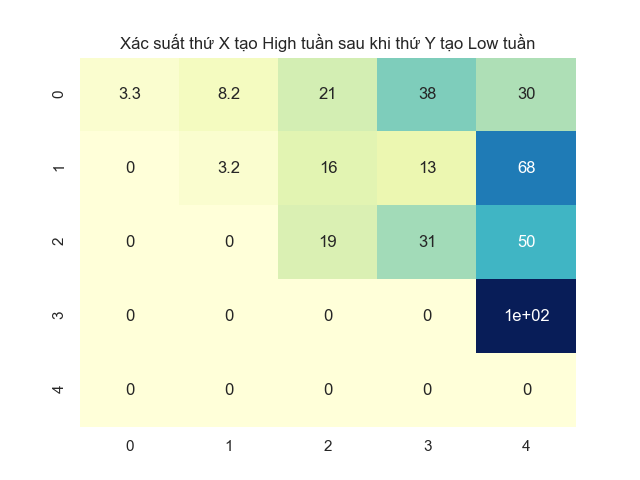 Xác suất thứ X tạo High tuần sau khi thứ Y tạo Low tuần
0 3.3 8.2 21 38 30
1 0 3.2 16 13 68
2 0 0 19 31 50
3 0 0 0 0 1e+02
4 0 0 0 0 0
0 1 2 3 4